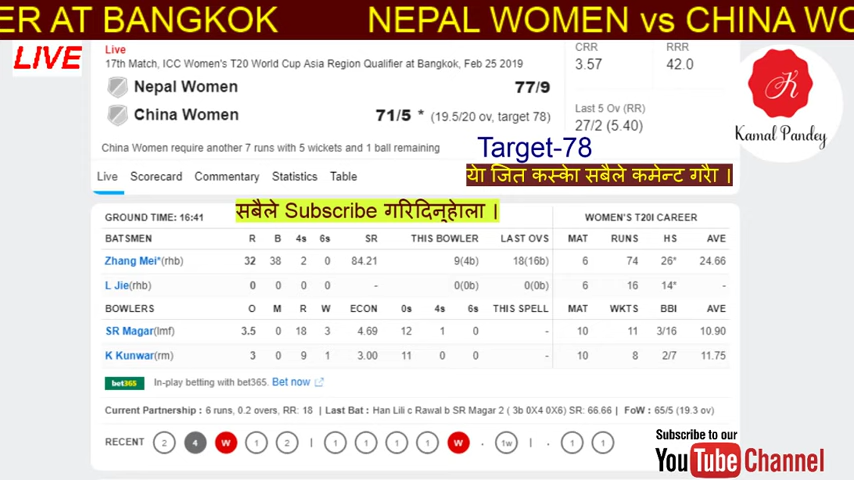 ER AT BANGKOK NEPAL WOMEN vs CHINA WO
LIVE
Live
17th Match, ICC Women's T20 World Cup Asia Region Qualifier at Bangkok, Feb 25 2019
Nepal Women 77/9
China Women 71/5 * (19.5/20 ov, target 78)
China Women require another 7 runs with 5 wickets and 1 ball remaining
CRR RRR
3.57 42.0
Last 5 Ov (RR)
27/2 (5.40)
K
Kamal Pandey
Target-78
यो जित कस्को सबैले कमेन्ट गरौ ।
Live Scorecard Commentary Statistics Table
सबैले Subscribe गरिदिनुहोला ।
GROUND TIME: 16:41 WOMEN'S T20I CAREER
BATSMEN R B 4s 6s SR THIS BOWLER LAST OVS MAT RUNS HS AVE
Zhang Mei*(rhb) 32 38 2 0 84.21 9(4b) 18(16b) 6 74 26* 24.66
L Jie(rhb) 0 0 0 0 - 0(0b) 0(0b) 6 16 14* -
BOWLERS O M R W ECON 0s 4s 6s THIS SPELL MAT WKTS BBI AVE
SR Magar(lmf) 3.5 0 18 3 4.69 12 1 0 - 10 11 3/16 10.90
K Kunwar(rm) 3 0 9 1 3.00 11 0 0 - 10 8 2/7 11.75
bet365 In-play betting with bet365. Bet now
Current Partnership : 6 runs, 0.2 overs, RR: 18 | Last Bat : Han Lili c Rawal b SR Magar 2 ( 3b 0X4 0X6) SR: 66.66 | FoW : 65/5 (19.3 ov)
RECENT 2 4 W 1 2 | 1 1 1 1 W . 1w | . 1 1
Subscribe to our
YouTube Channel